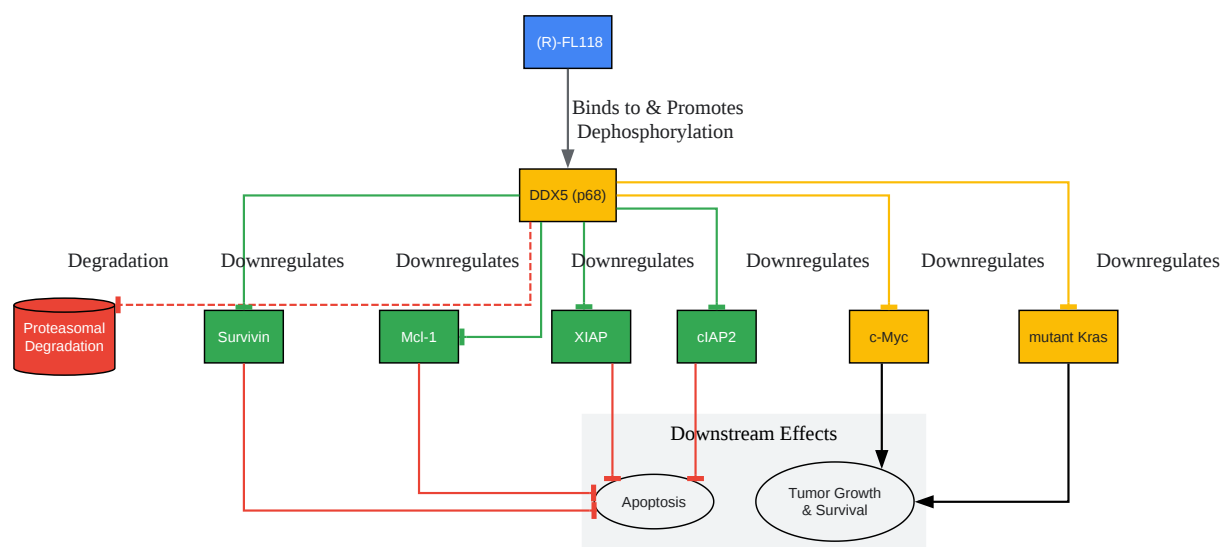 (R)-FL118
Binds to & Promotes
Dephosphorylation
DDX5 (p68)
Degradation
Downregulates
Downregulates
Downregulates
Downregulates
Downregulates
Downregulates
Proteasomal
Degradation
Survivin
Mcl-1
XIAP
cIAP2
c-Myc
mutant Kras
Downstream Effects
Apoptosis
Tumor Growth
& Survival